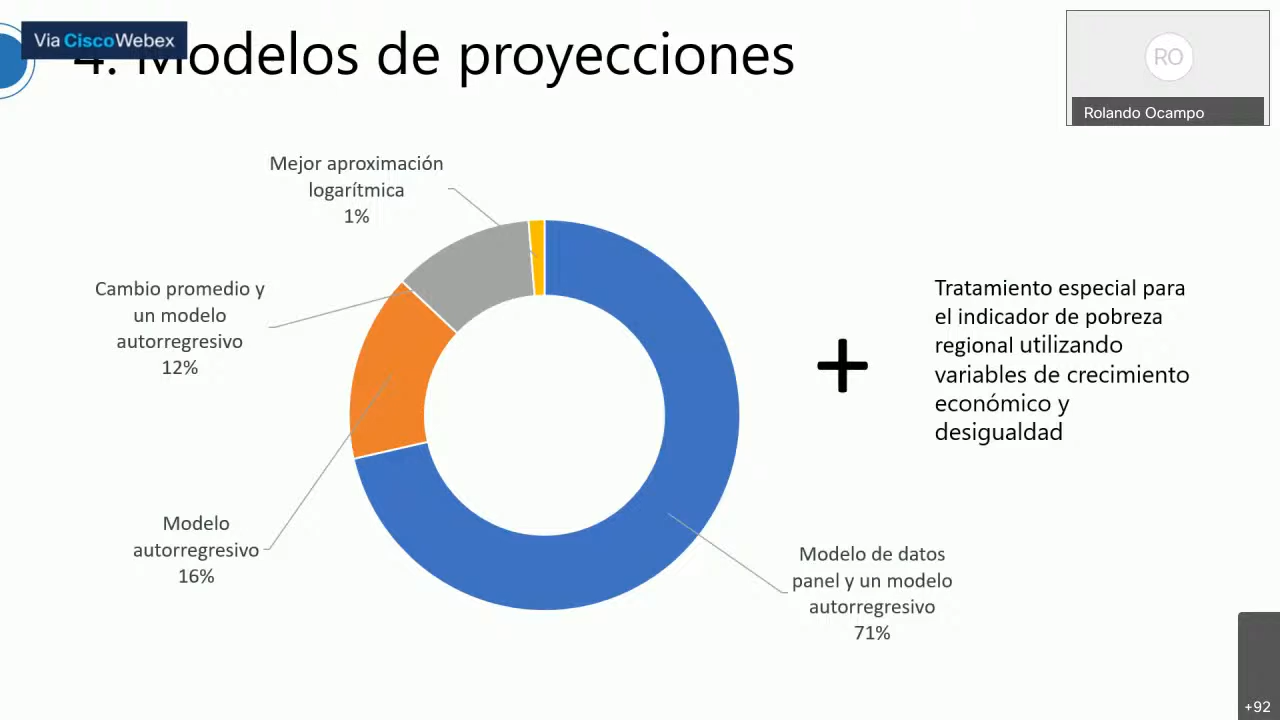 Vía CiscoWebex
4. Modelos de proyecciones
RO
Rolando Ocampo
Mejor aproximación
logarítmica
1%
Cambio promedio y
un modelo
autorregresivo
12%
Modelo
autorregresivo
16%
Modelo de datos
panel y un modelo
autorregresivo
71%
Tratamiento especial para
el indicador de pobreza
regional utilizando
variables de crecimiento
económico y
desigualdad
+92